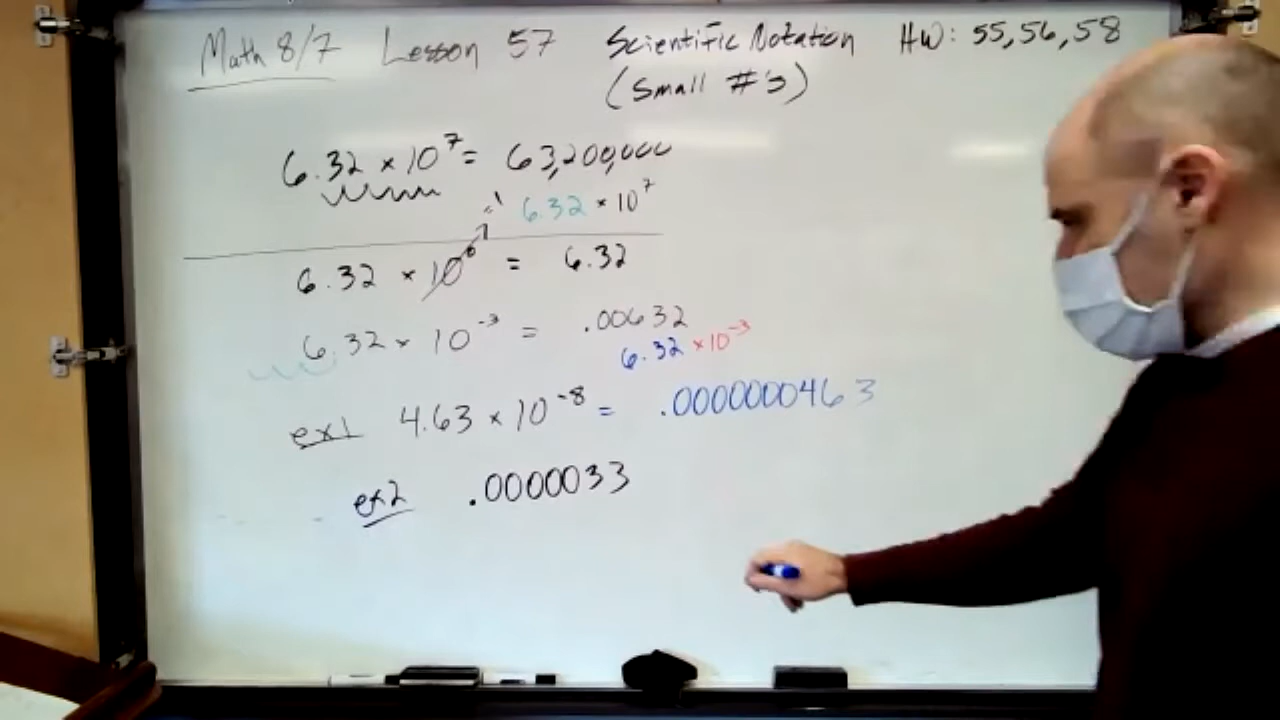 Math 8/7 Lesson 57 Scientific Notation HW: 55, 56, 58
(Small #'s)
6.32 × 10⁷ = 63,200,000
6.32 × 10⁷
1
6.32 × 10⁰ = 6.32
6.32 × 10⁻³ = .00632
6.32 × 10⁻³
ex1 4.63 × 10⁻⁸ = .0000000463
ex2 .0000033